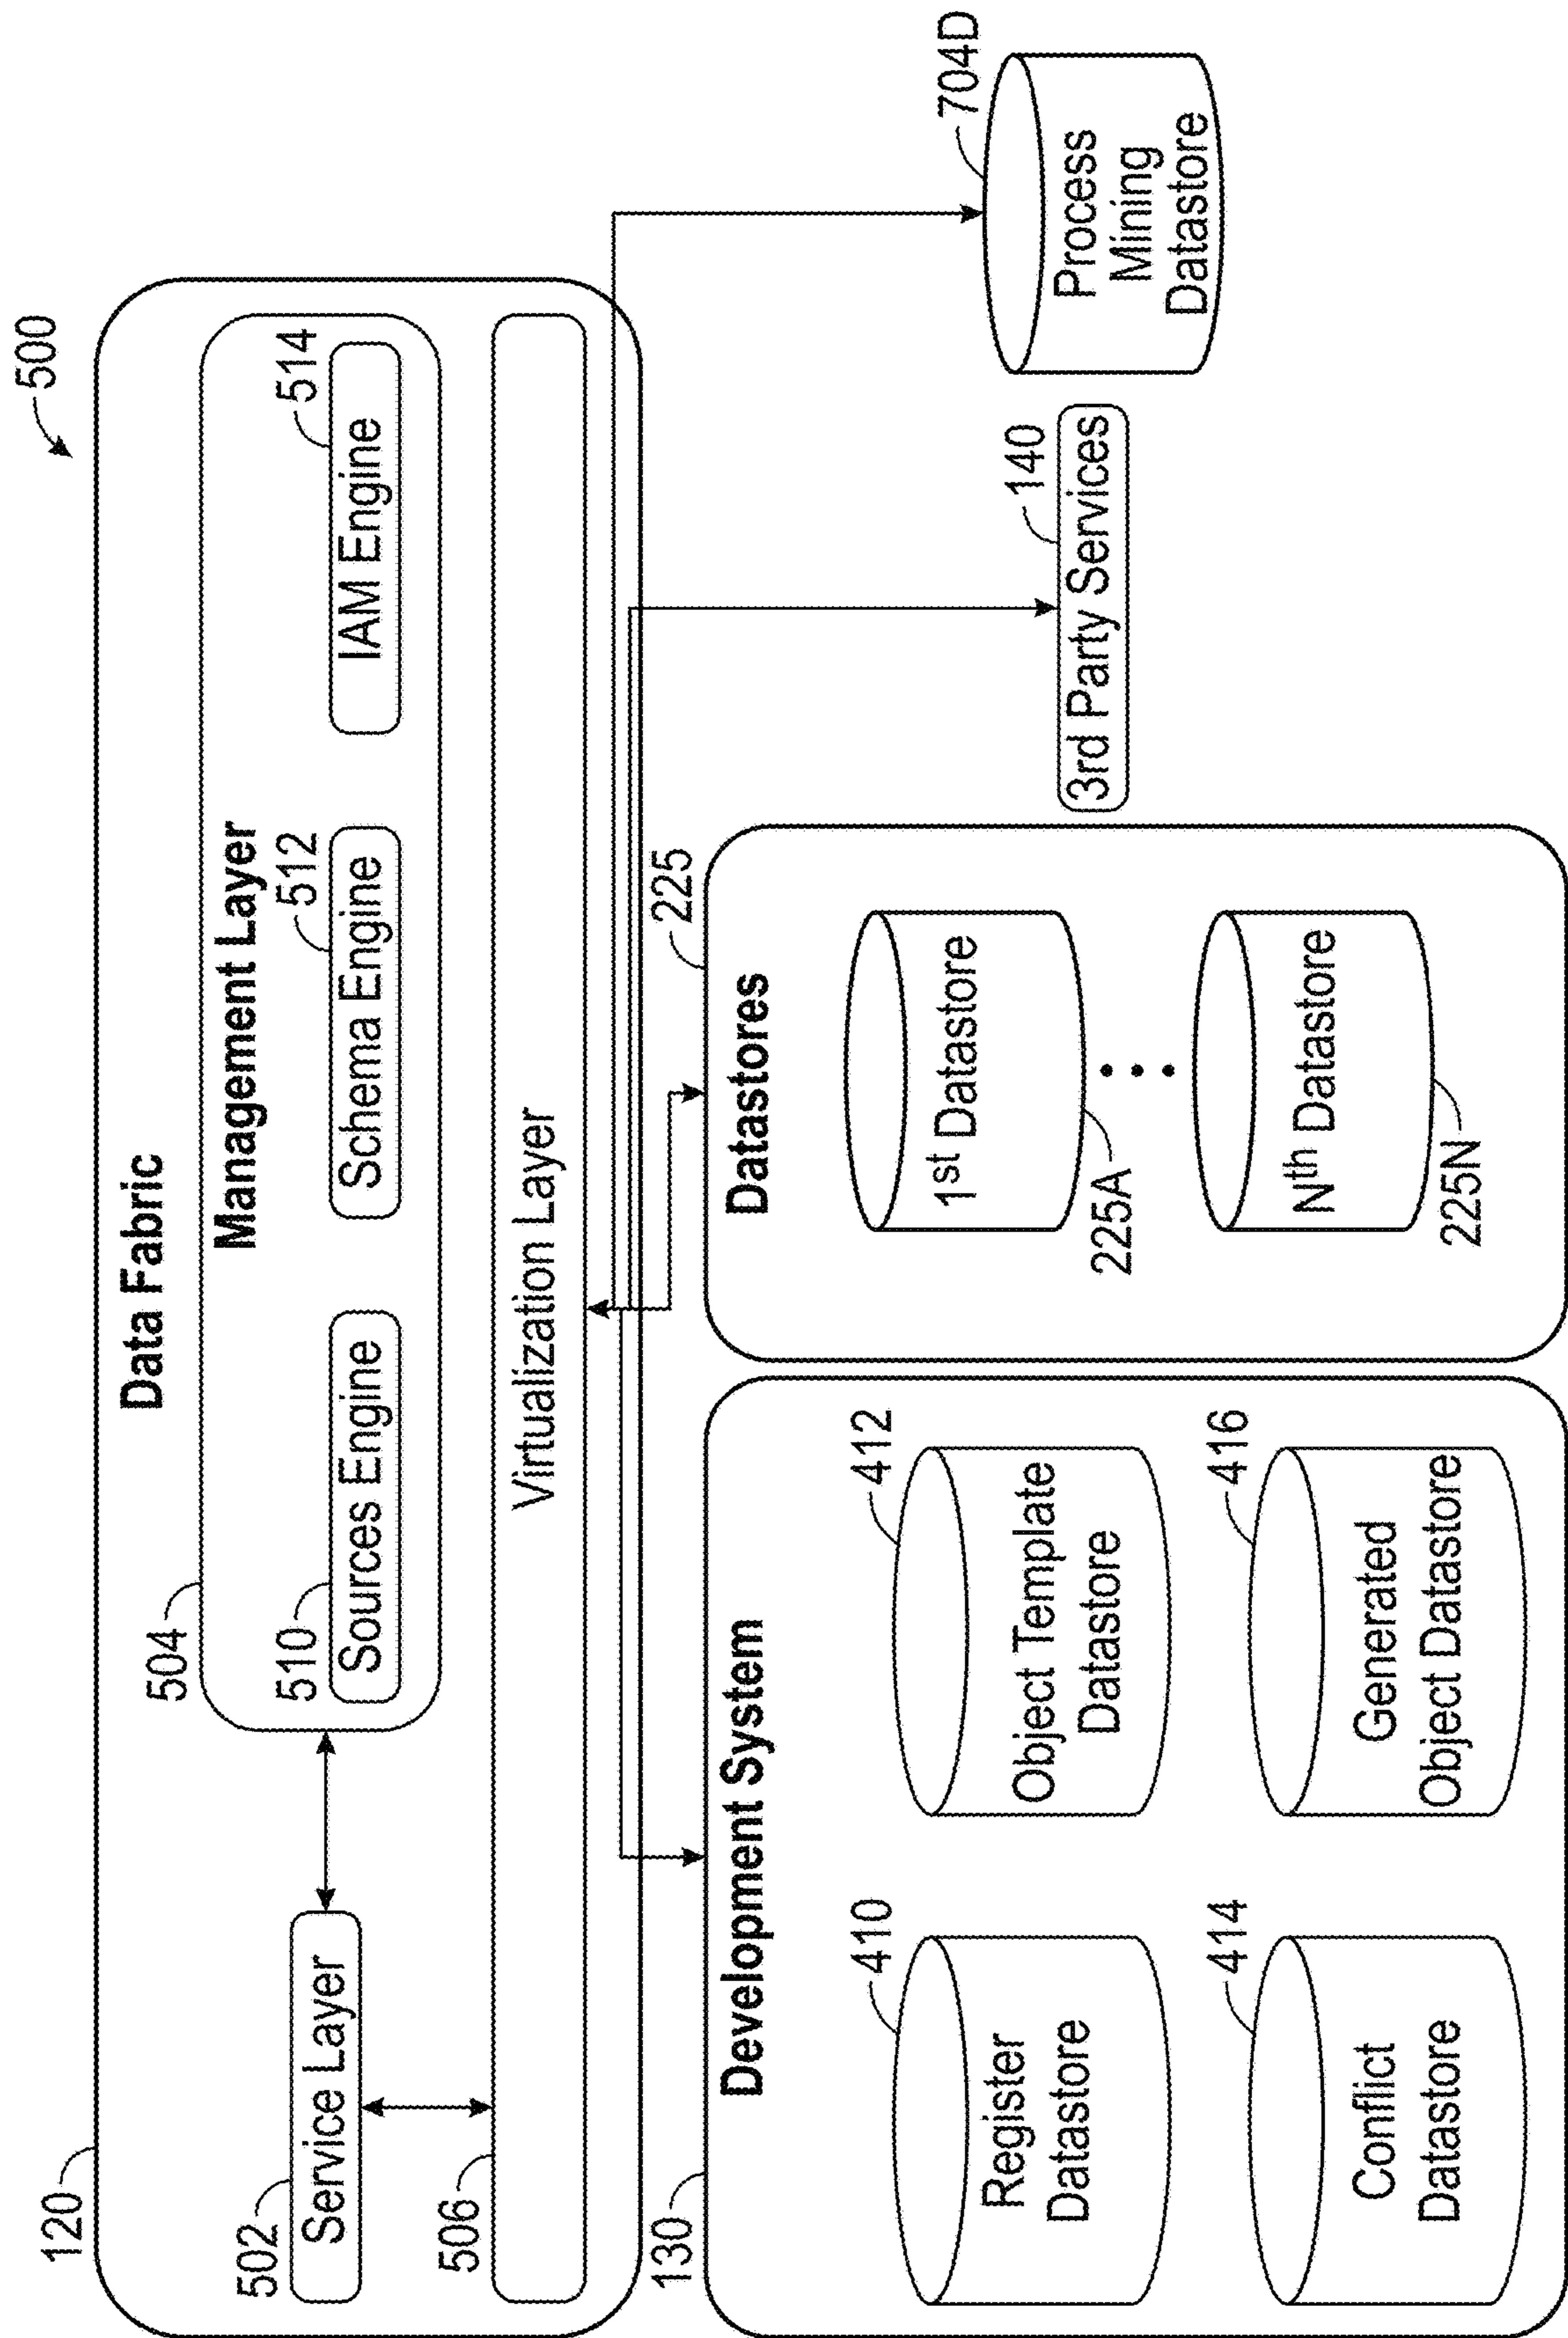 500
120
Data Fabric
504
Management Layer
502
Service Layer
510
Sources Engine
512
Schema Engine
514
IAM Engine
506
Virtualization Layer
130
Development System
410
Register
Datastore
412
Object Template
Datastore
414
Conflict
Datastore
416
Generated
Object Datastore
225
Datastores
1st Datastore
225A
Nth Datastore
225N
140
3rd Party Services
704D
Process
Mining
Datastore